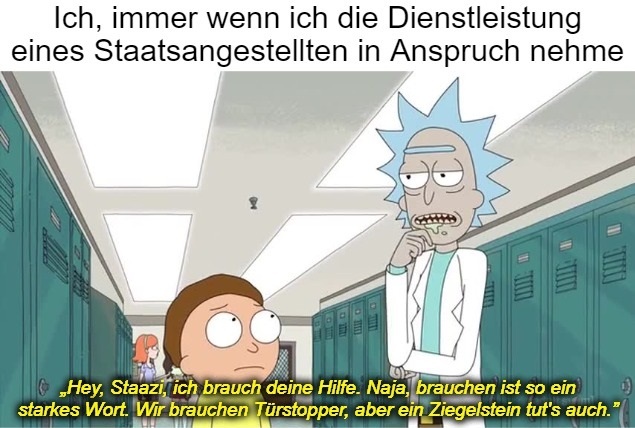 Ich, immer wenn ich die Dienstleistung
eines Staatsangestellten in Anspruch nehme
„Hey, Staazi, ich brauch deine Hilfe. Naja, brauchen ist so ein
starkes Wort. Wir brauchen Türstopper, aber ein Ziegelstein tut's auch.”